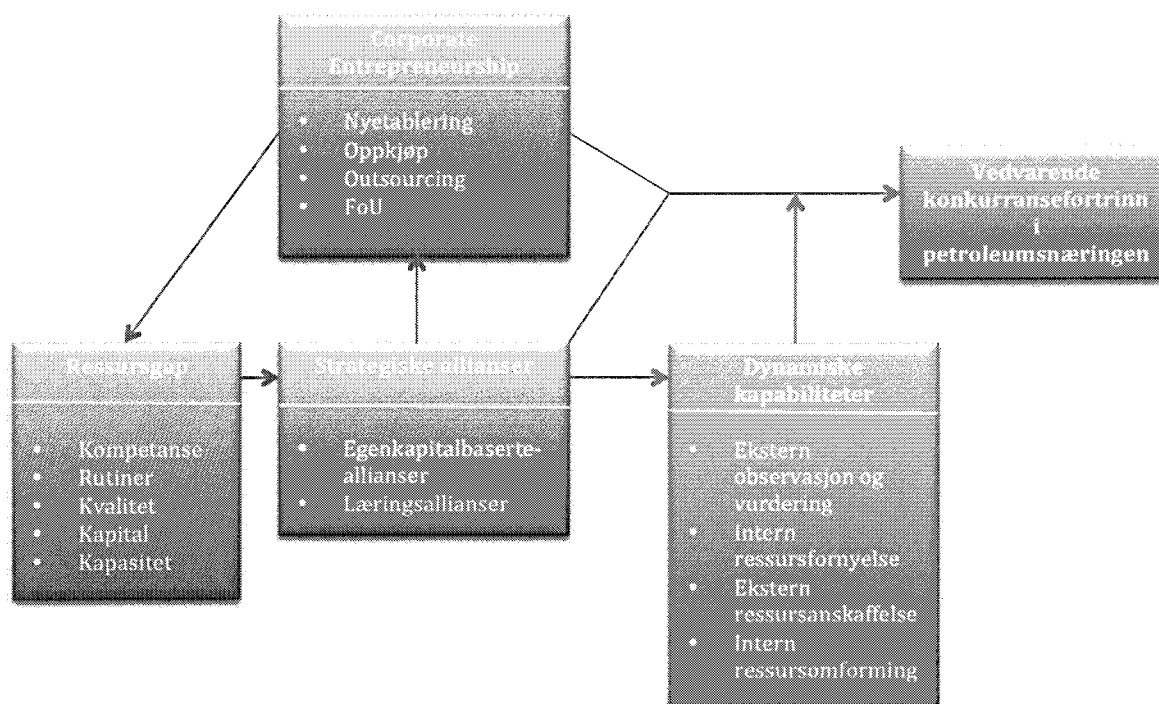 Corporate
Entrepreneurship
• Nyetablering
• Oppkjøp
• Outsourcing
• FoU
Vedvarende
konkurransefortrinn
i
petroleumsnæringen
Ressursgap
• Kompetanse
• Rutiner
• Kvalitet
• Kapital
• Kapasitet
Strategiske allianser
• Egenkapitalbaserte-
allianser
• Læringsallianser
Dynamiske
kapabiliteter
• Ekstern
observasjon og
vurdering
• Intern
ressursfornyelse
• Ekstern
ressursanskaffelse
• Intern
ressursomforming